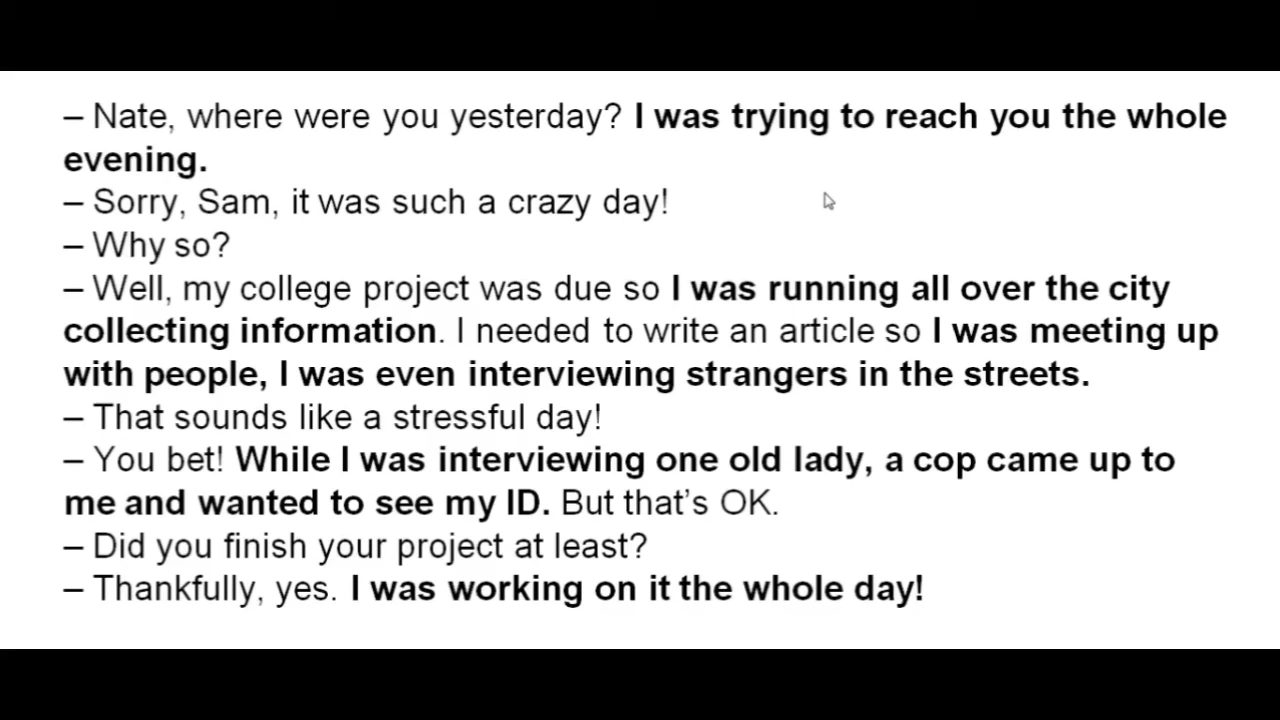 – Nate, where were you yesterday? I was trying to reach you the whole
evening.
– Sorry, Sam, it was such a crazy day!
– Why so?
– Well, my college project was due so I was running all over the city
collecting information. I needed to write an article so I was meeting up
with people, I was even interviewing strangers in the streets.
– That sounds like a stressful day!
– You bet! While I was interviewing one old lady, a cop came up to
me and wanted to see my ID. But that’s OK.
– Did you finish your project at least?
– Thankfully, yes. I was working on it the whole day!